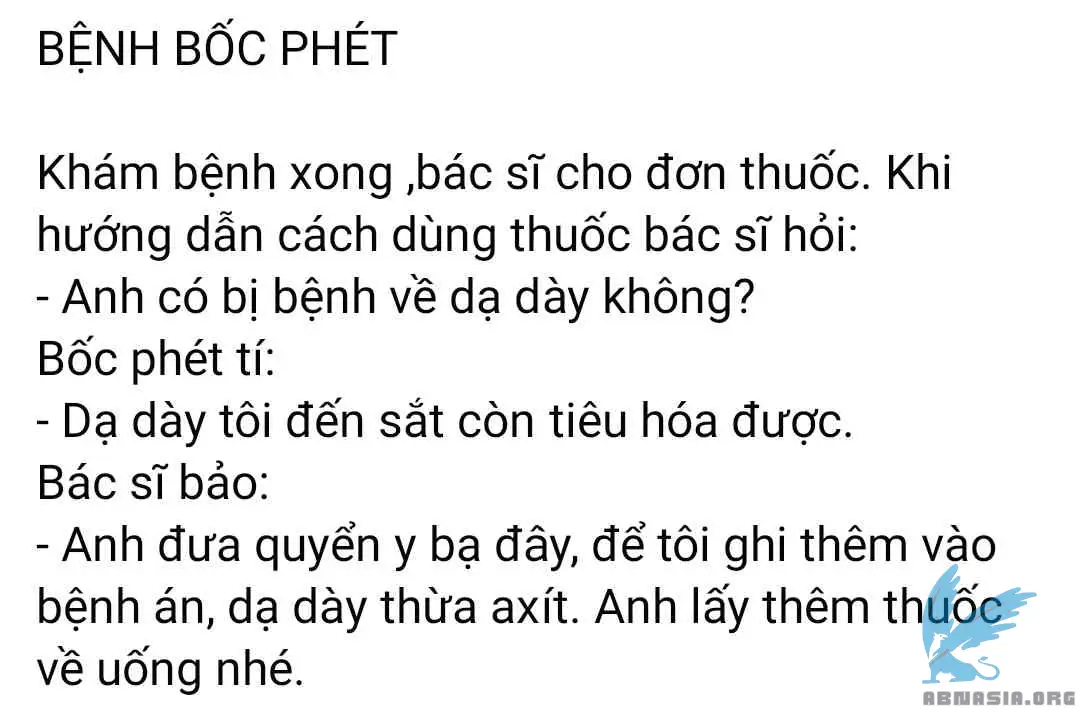 BỆNH BỐC PHÉT
Khám bệnh xong ,bác sĩ cho đơn thuốc. Khi
hướng dẫn cách dùng thuốc bác sĩ hỏi:
- Anh có bị bệnh về dạ dày không?
Bốc phét tí:
- Dạ dày tôi đến sắt còn tiêu hóa được.
Bác sĩ bảo:
- Anh đưa quyển y bạ đây, để tôi ghi thêm vào
bệnh án, dạ dày thừa axít. Anh lấy thêm thuốc
về uống nhé.
ABNASIA.ORG